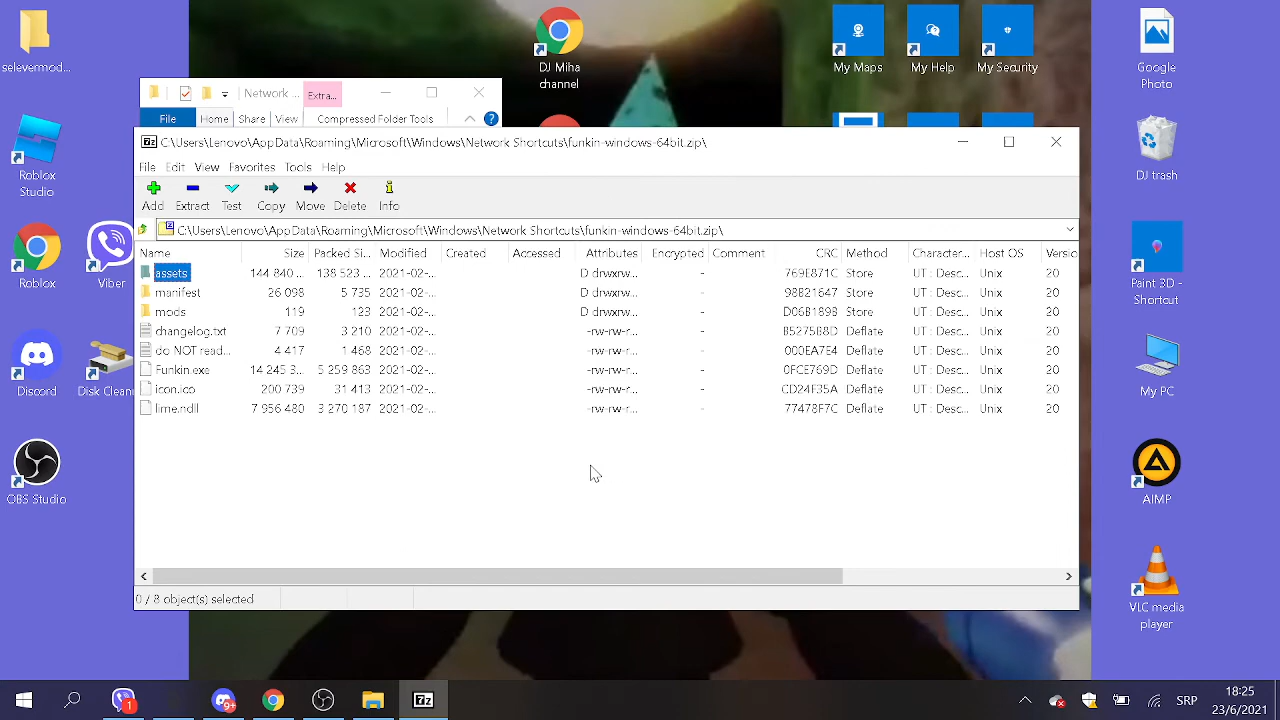 selevermod...
Roblox Studio
Roblox
Viber
Discord
Disk Clean
OBS Studio
DJ Miha channel
My Maps
My Help
My Security
Google Photo
DJ trash
Paint 3D - Shortcut
My PC
AIMP
VLC media player
Network ... Extra...
File Home Share View Compressed Folder Tools
C:\Users\Lenovo\AppData\Roaming\Microsoft\Windows\Network Shortcuts\funkin-windows-64bit.zip\
File Edit View Favorites Tools Help
Add Extract Test Copy Move Delete Info
C:\Users\Lenovo\AppData\Roaming\Microsoft\Windows\Network Shortcuts\funkin-windows-64bit.zip\
Name Size Packed Si... Modified Created Accessed Attributes Encrypted Comment CRC Method Character... Host OS Versio
assets 144 840 ... 138 523 ... 2021-02-... D drwxrw... - 769EB71C Store UT : Desc... Unix 20
manifest 26 098 5 735 2021-02-... D drwxrw... - 98B21647 Store UT : Desc... Unix 20
mods 119 123 2021-02-... D drwxrw... - D06B1898 Store UT : Desc... Unix 20
changelog.txt 7 709 3 210 2021-02-... -rw-rw-r... - B5275B8D Deflate UT : Desc... Unix 20
do NOT read... 4 417 1 468 2021-02-... -rw-rw-r... - 000EA7E4 Deflate UT : Desc... Unix 20
Funkin.exe 14 245 3... 5 259 863 2021-02-... -rw-rw-r... - 0FCE769D Deflate UT : Desc... Unix 20
icon.ico 200 739 31 413 2021-02-... -rw-rw-r... - CD24F35A Deflate UT : Desc... Unix 20
lime.ndll 7 956 480 3 270 187 2021-02-... -rw-rw-r... - 77478F7C Deflate UT : Desc... Unix 20
0 / 8 object(s) selected
1
9+
7z
SRP
18:25
23/6/2021